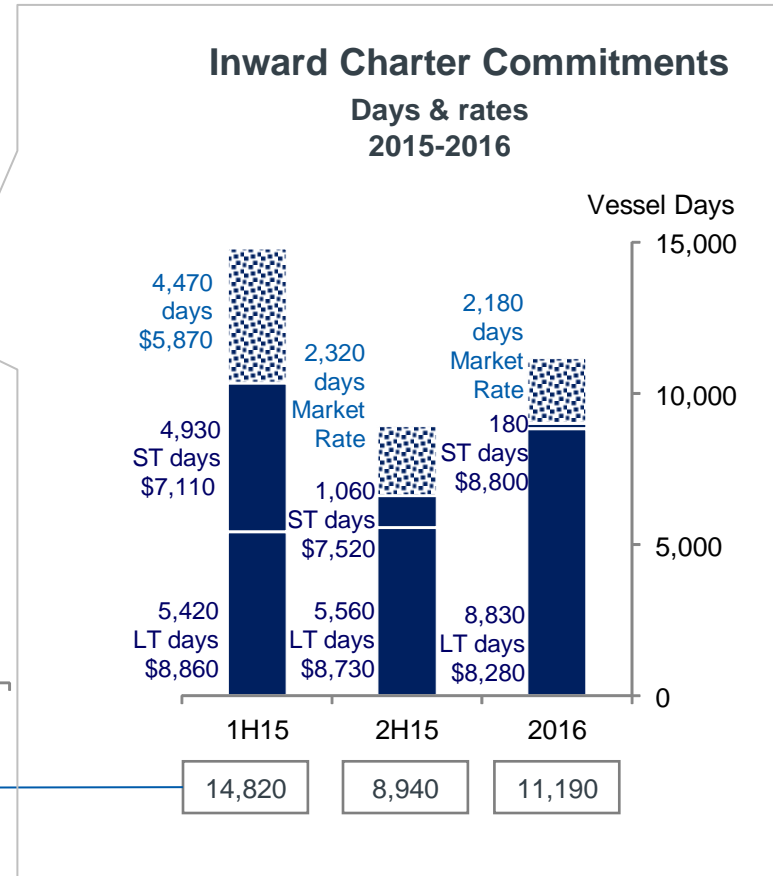 Inward Charter Commitments
Days & rates
2015-2016
Vessel Days
15,000
10,000
5,000
0
4,470
days
$5,870
4,930
ST days
$7,110
5,420
LT days
$8,860
2,320
days
Market
Rate
1,060
ST days
$7,520
5,560
LT days
$8,730
2,180
days
Market
Rate
180
ST days
$8,800
8,830
LT days
$8,280
1H15 2H15 2016
14,820 8,940 11,190